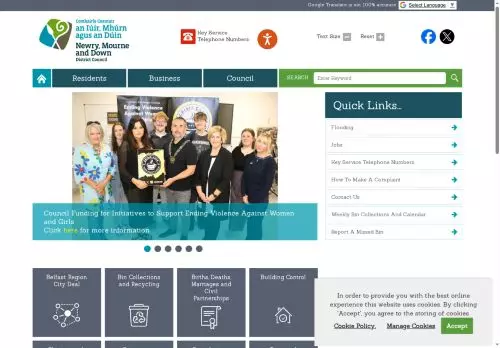 Google Translate is not 100% accurate
Select Language
Comhairle Ceantair
an Iúir, Mhúrn
agus an Dúin
Newry, Mourne
and Down
District Council
Key Service
Telephone Numbers
Text Size
Reset
Residents
Business
Council
SEARCH
Enter Keyword
Ending Violence
Against Women
Council Funding for Initiatives to Support Ending Violence Against Women
and Girls
Click here for more information
Quick Links...
Flooding
Jobs
Key Service Telephone Numbers
How To Make A Complaint
Contact Us
Weekly Bin Collections And Calendar
Report A Missed Bin
Belfast Region
City Deal
Bin Collections
and Recycling
Births, Deaths,
Marriages and
Civil
Partnerships
Building Control
In order to provide you with the best online
experience this website uses cookies. By clicking
'Accept', you agree to the storing of cookies.
Cookie Policy.
Manage Cookies
Accept